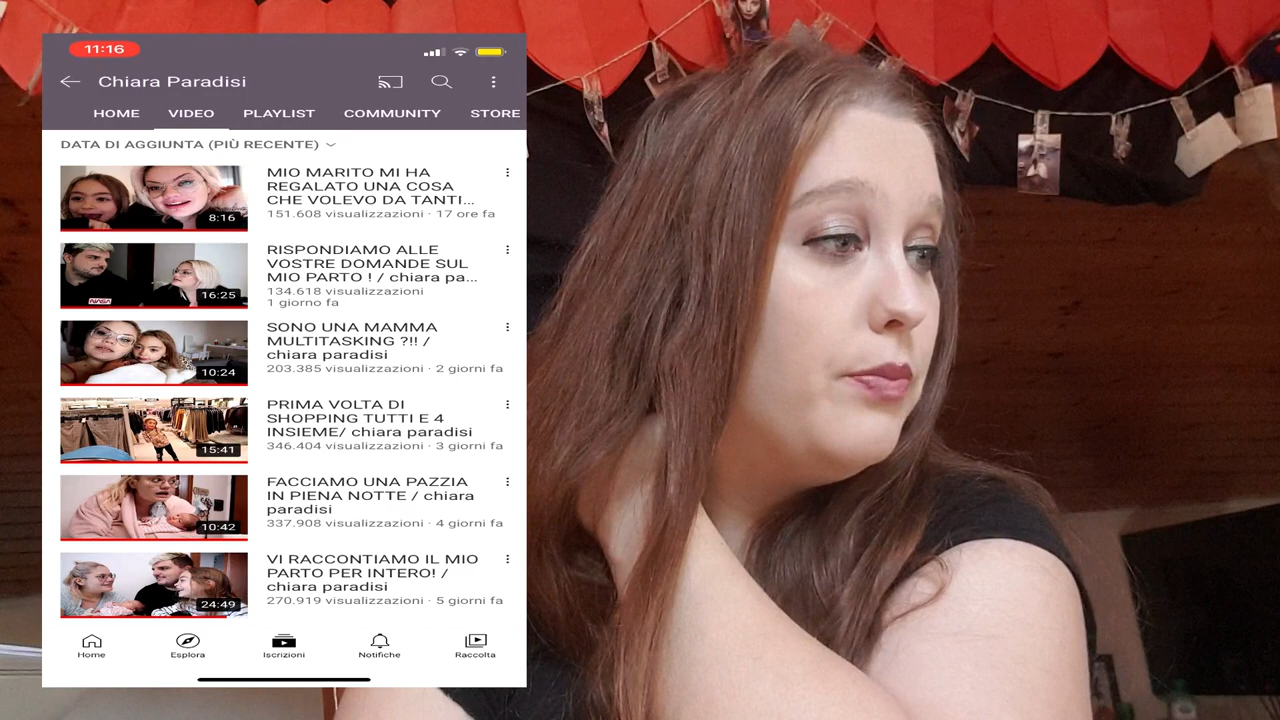 11:16
Chiara Paradisi
HOME VIDEO PLAYLIST COMMUNITY STORE
DATA DI AGGIUNTA (PIÙ RECENTE)
MIO MARITO MI HA
REGALATO UNA COSA
CHE VOLEVO DA TANTI...
151.608 visualizzazioni · 17 ore fa
8:16
RISPONDIAMO ALLE
VOSTRE DOMANDE SUL
MIO PARTO ! / chiara pa...
134.618 visualizzazioni
1 giorno fa
NASA
16:25
SONO UNA MAMMA
MULTITASKING ?!! /
chiara paradisi
203.385 visualizzazioni · 2 giorni fa
10:24
PRIMA VOLTA DI
SHOPPING TUTTI E 4
INSIEME/ chiara paradisi
346.404 visualizzazioni · 3 giorni fa
15:41
FACCIAMO UNA PAZZIA
IN PIENA NOTTE / chiara
paradisi
337.908 visualizzazioni · 4 giorni fa
10:42
VI RACCONTIAMO IL MIO
PARTO PER INTERO! /
chiara paradisi
270.919 visualizzazioni · 5 giorni fa
24:49
Home Esplora Iscrizioni Notifiche Raccolta